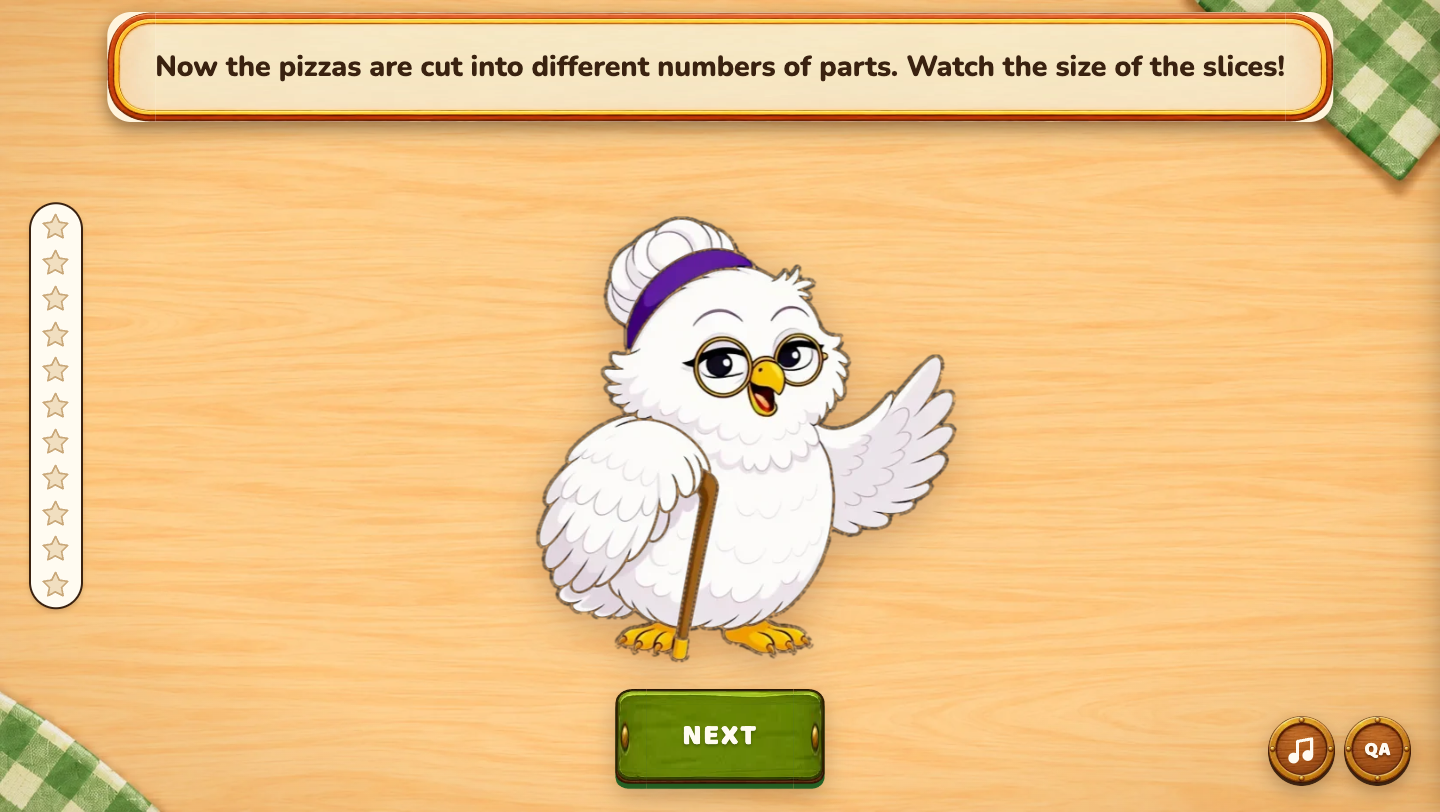 Now the pizzas are cut into different numbers of parts. Watch the size of the slices!
NEXT
QA